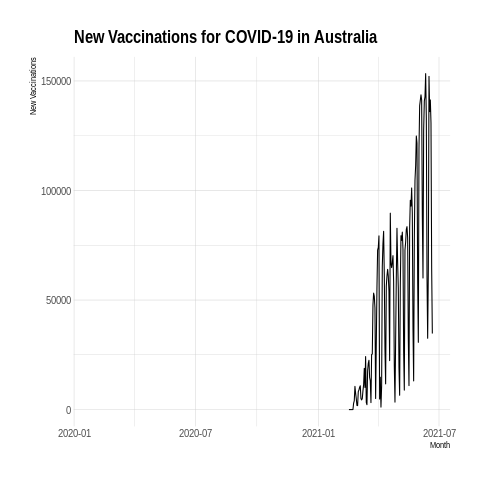 New Vaccinations for COVID-19 in Australia
New Vaccinations
150000
100000
50000
0
2020-01
2020-07
2021-01
2021-07
Month